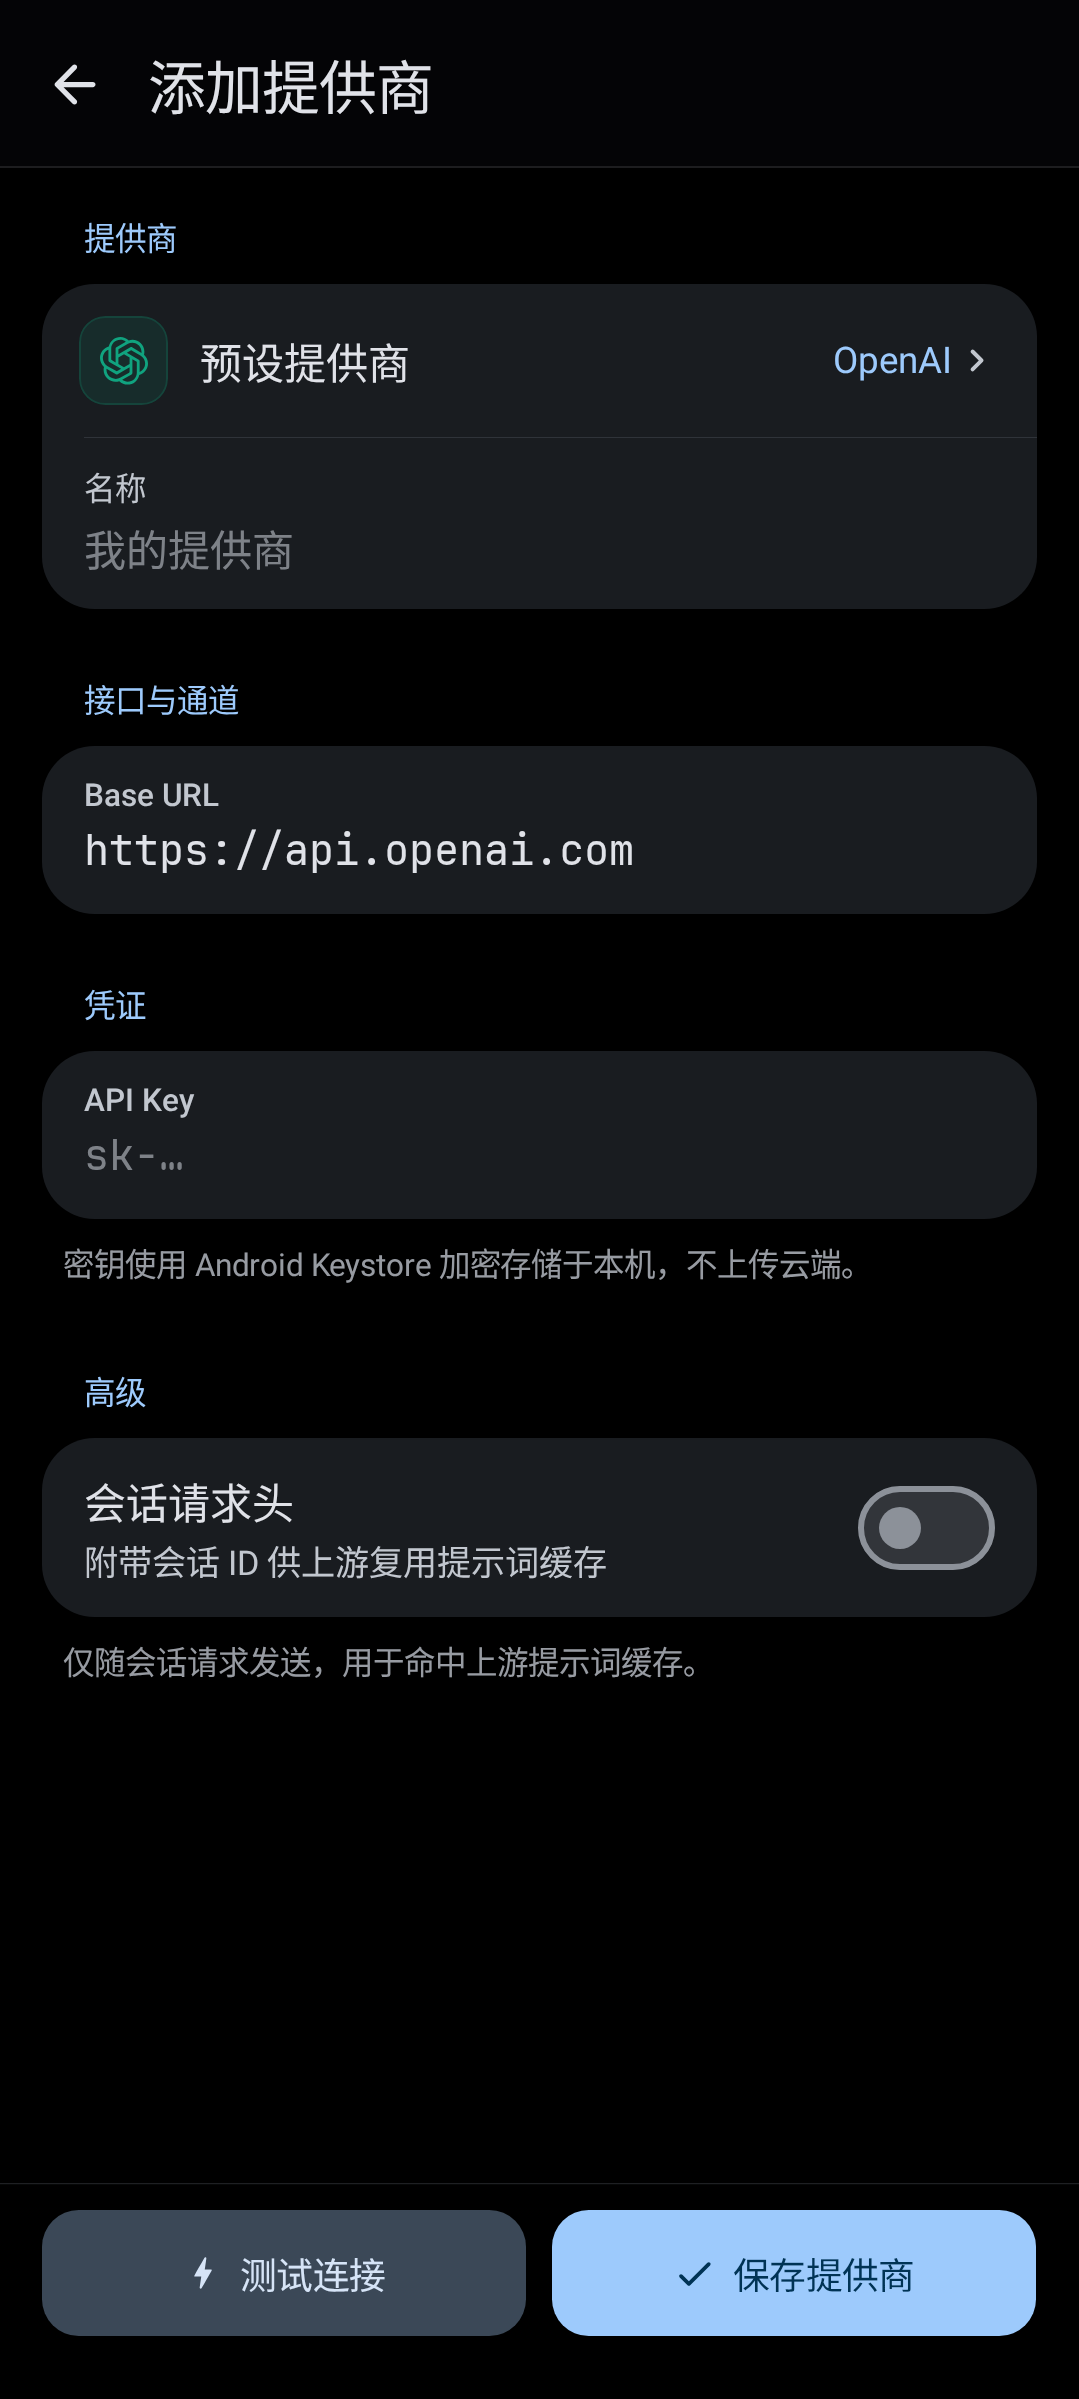 添加提供商
提供商
预设提供商 OpenAI
名称
我的提供商
接口与通道
Base URL
https://api.openai.com
凭证
API Key
sk-…
密钥使用 Android Keystore 加密存储于本机，不上传云端。
高级
会话请求头
附带会话 ID 供上游复用提示词缓存
仅随会话请求发送，用于命中上游提示词缓存。
测试连接 保存提供商